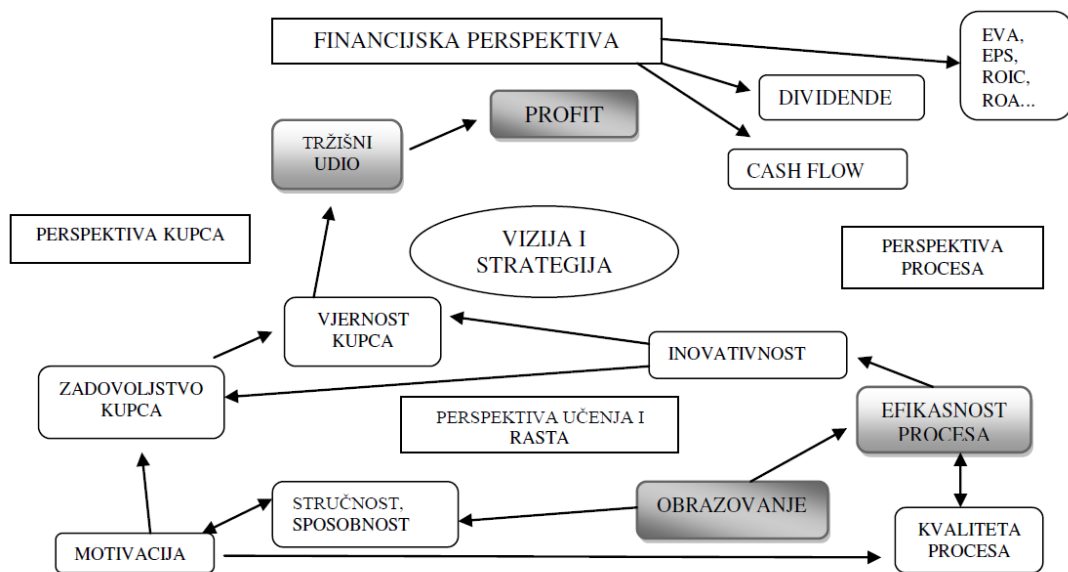 FINANCIJSKA PERSPEKTIVA
EVA,
EPS,
ROIC,
ROA...
DIVIDENDE
PROFIT
TRŽIŠNI
UDIO
CASH FLOW
PERSPEKTIVA KUPCA
VIZIJA I
STRATEGIJA
PERSPEKTIVA
PROCESA
VJERNOST
KUPCA
INOVATIVNOST
ZADOVOLJSTVO
KUPCA
PERSPEKTIVA UČENJA I
RASTA
EFIKASNOST
PROCESA
STRUČNOST,
SPOSOBNOST
OBRAZOVANJE
MOTIVACIJA
KVALITETA
PROCESA